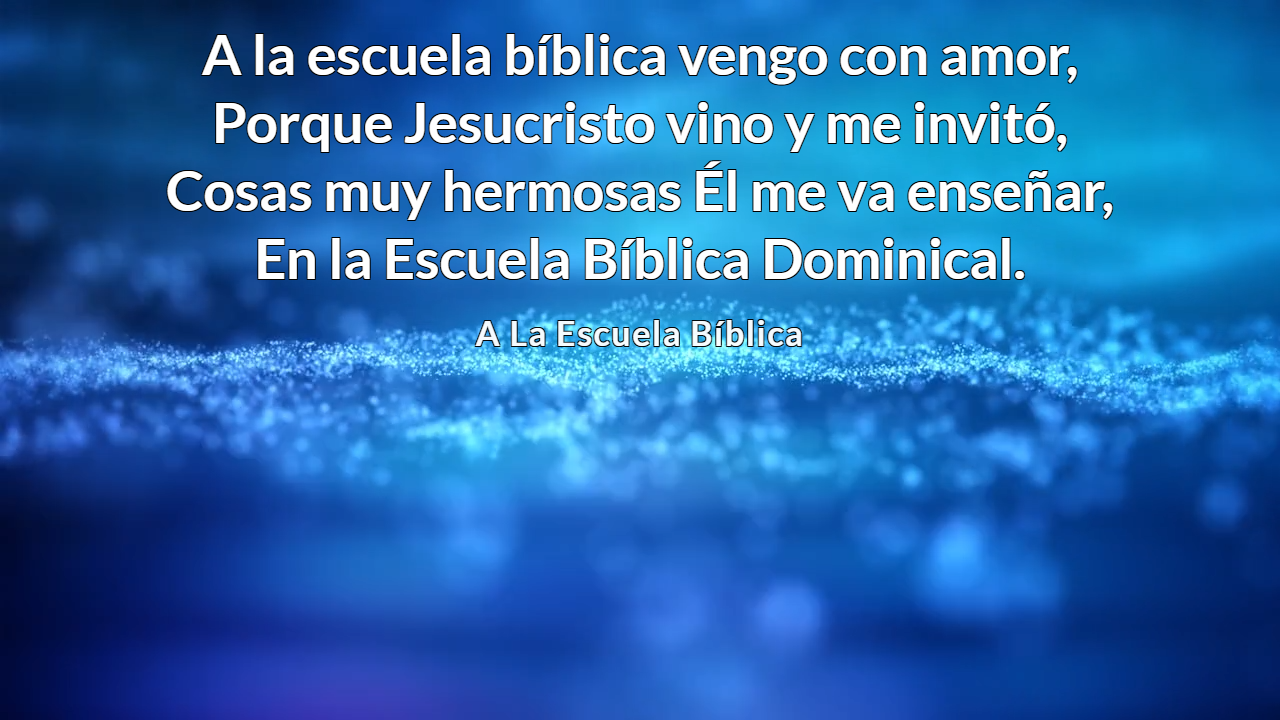 A la escuela bíblica vengo con amor,
Porque Jesucristo vino y me invitó,
Cosas muy hermosas Él me va enseñar,
En la Escuela Bíblica Dominical.
A La Escuela Bíblica